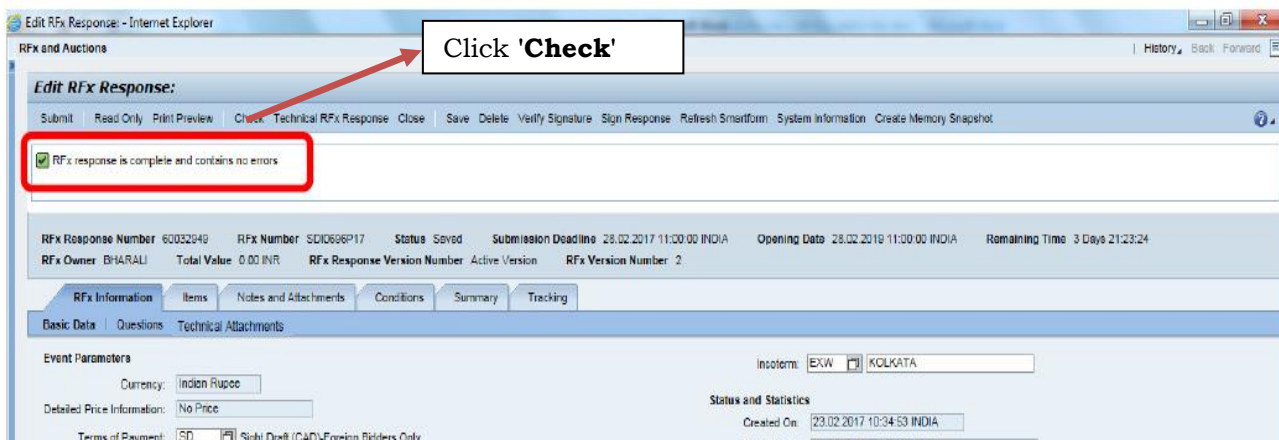 Edit RFx Response: - Internet Explorer
RFx and Auctions
History Back Forward
Click 'Check'
Edit RFx Response:
Submit Read Only Print Preview Check Technical RFx Response Close Save Delete Verify Signature Sign Response Refresh Smartform System Information Create Memory Snapshot
RFx response is complete and contains no errors
RFx Response Number 60032949 RFx Number SDID696P17 Status Saved Submission Deadline 28.02.2017 11:00:00 INDIA Opening Date 28.02.2019 11:00:00 INDIA Remaining Time 3 Days 21:23:24
RFx Owner BHARALI Total Value 0.00 INR RFx Response Version Number Active Version RFx Version Number 2
RFx Information Items Notes and Attachments Conditions Summary Tracking
Basic Data Questions Technical Attachments
Event Parameters
Incoterm: EXW KOLKATA
Currency: Indian Rupee
Status and Statistics
Detailed Price Information: No Price
Created On: 23.02.2017 10:34:53 INDIA
Terms of Payment: SD Sight Draft (CAD)-Foreign Bidders Only